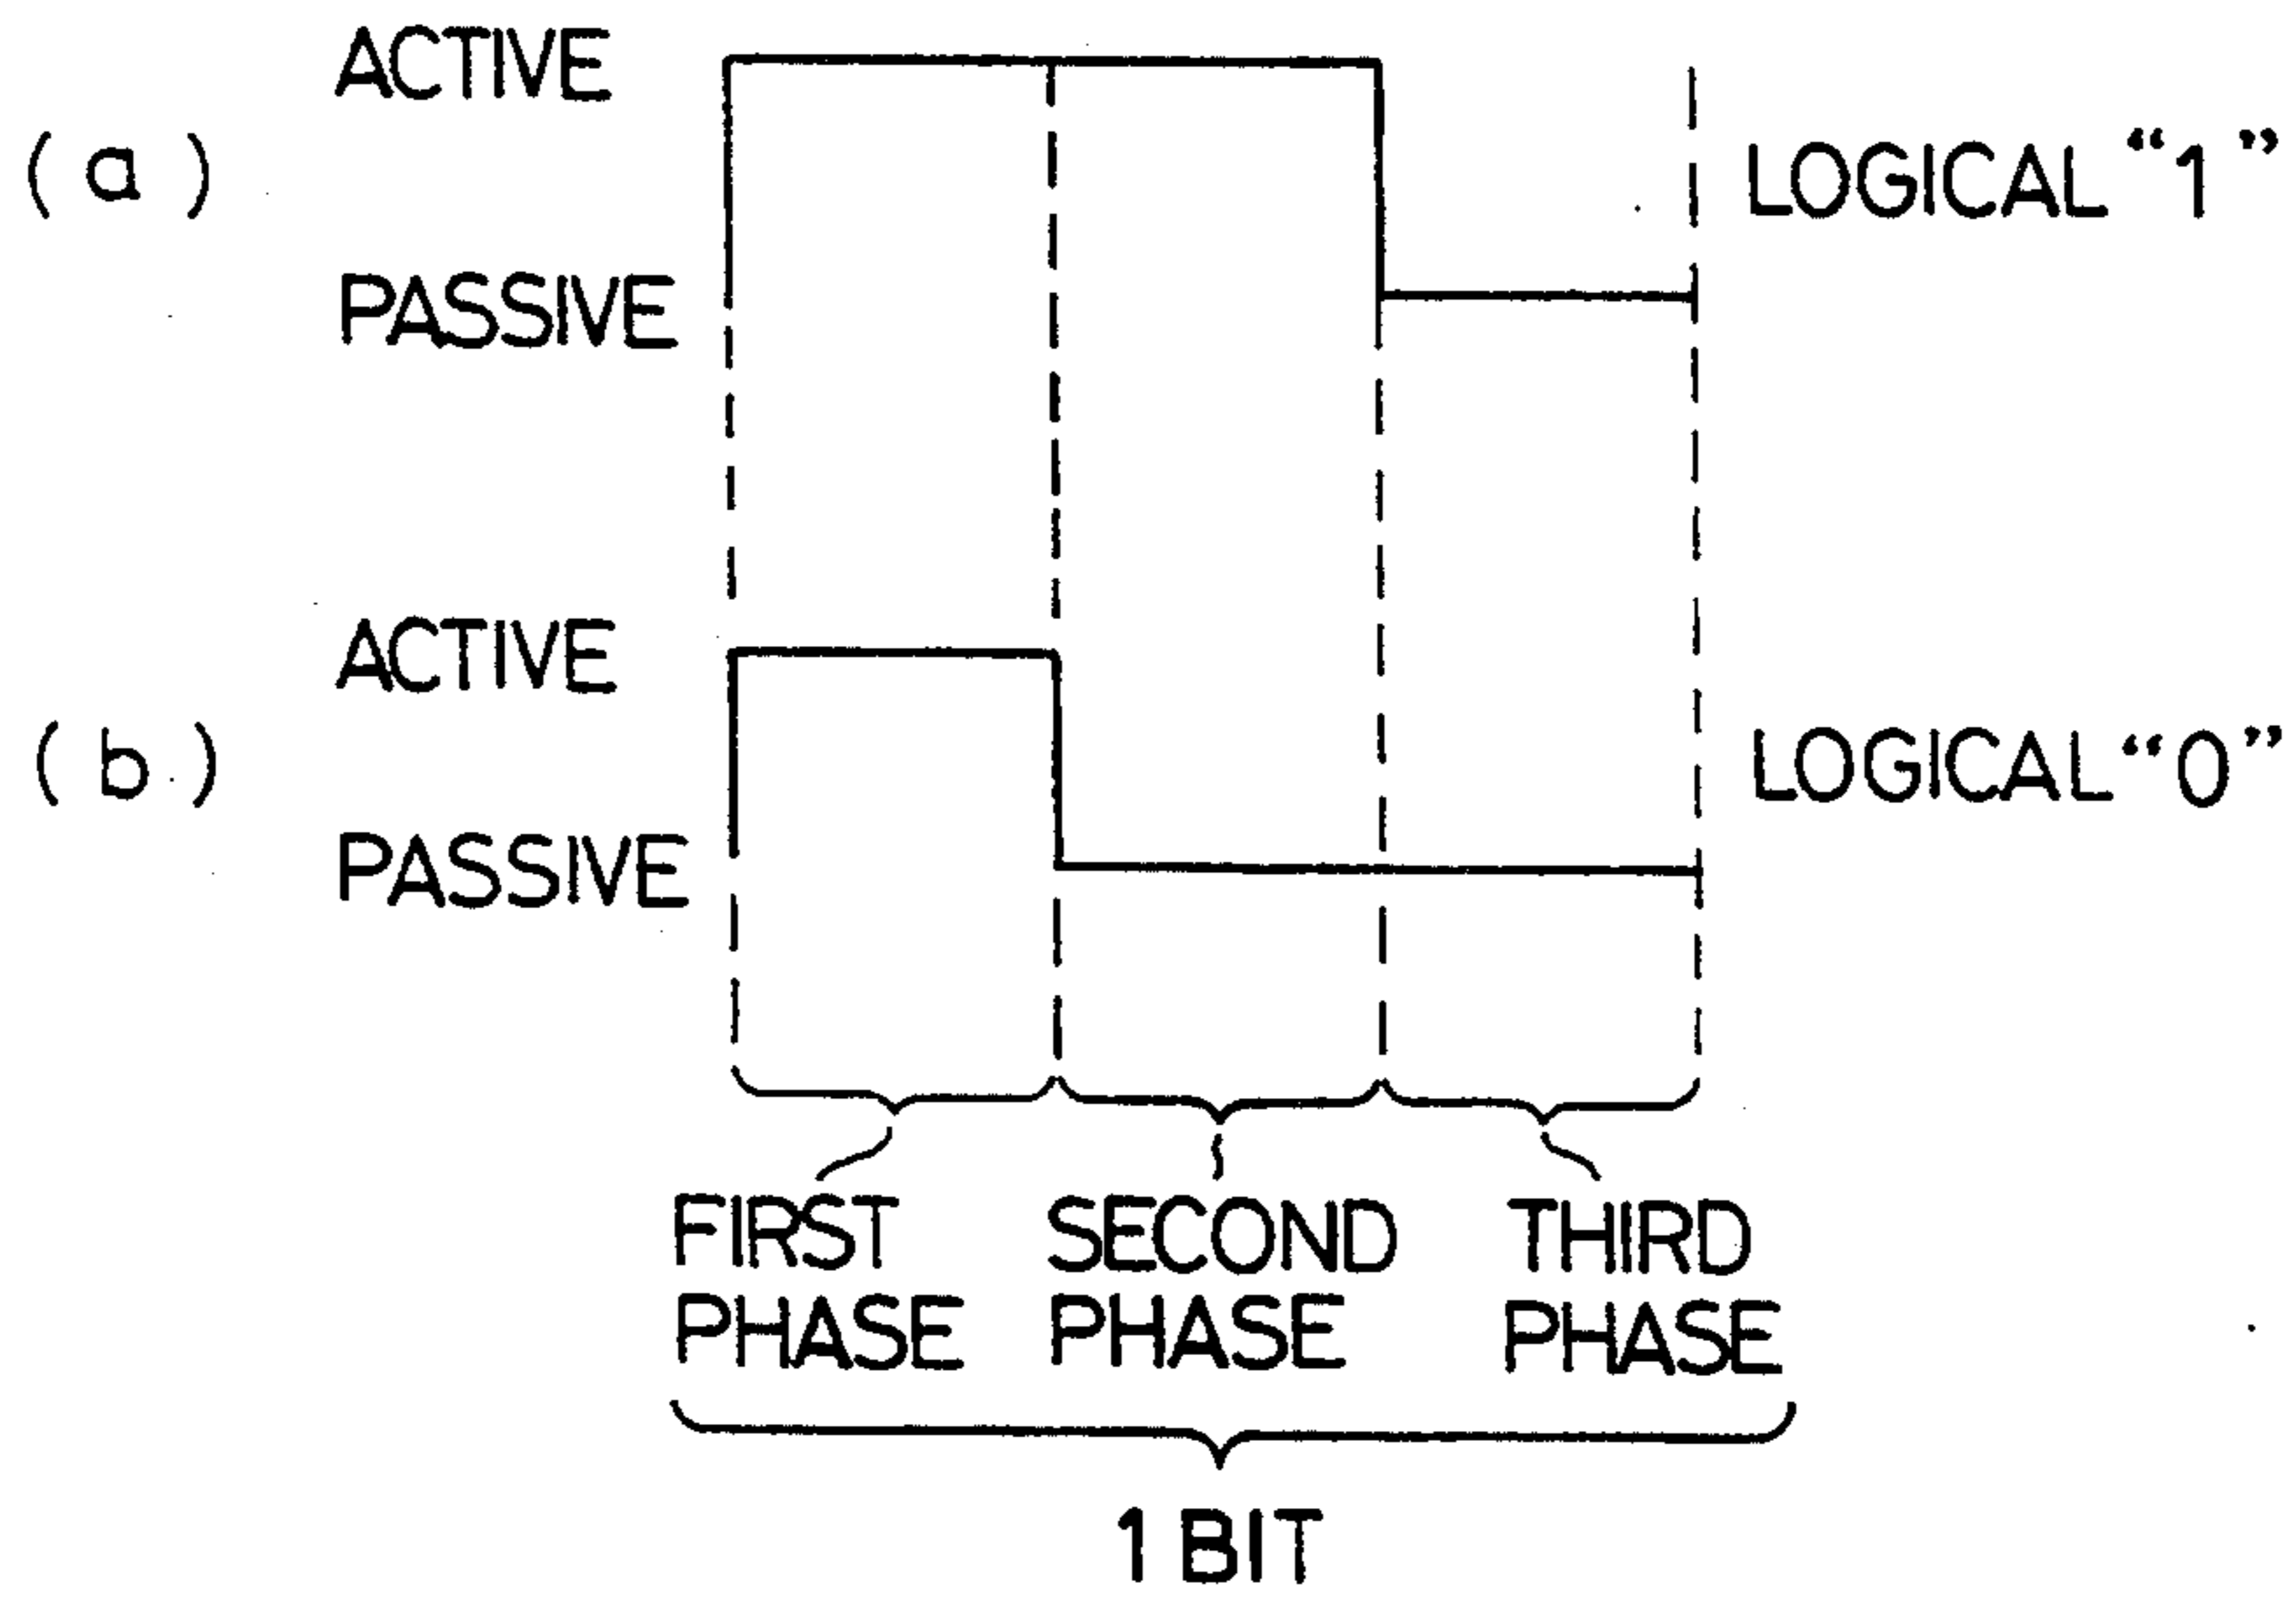 ACTIVE
(a)
LOGICAL “1”
PASSIVE
ACTIVE
(b)
LOGICAL “0”
PASSIVE
FIRST PHASE
SECOND PHASE
THIRD PHASE
1 BIT